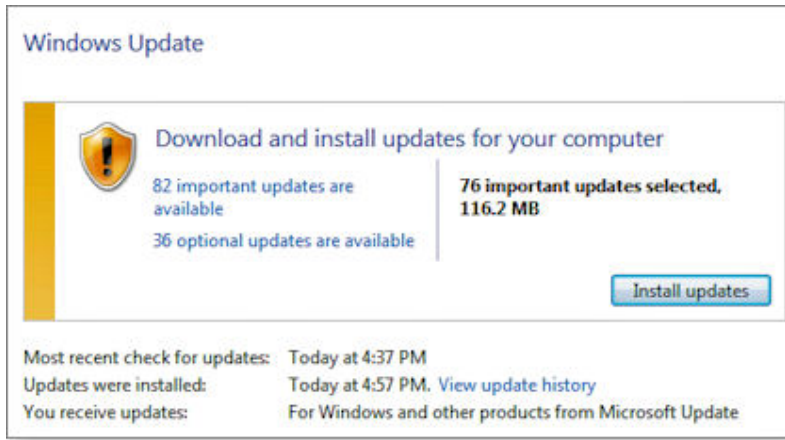 Windows Update
Download and install updates for your computer
82 important updates are
available
36 optional updates are available
76 important updates selected,
116.2 MB
Install updates
Most recent check for updates: Today at 4:37 PM
Updates were installed: Today at 4:57 PM. View update history
You receive updates: For Windows and other products from Microsoft Update